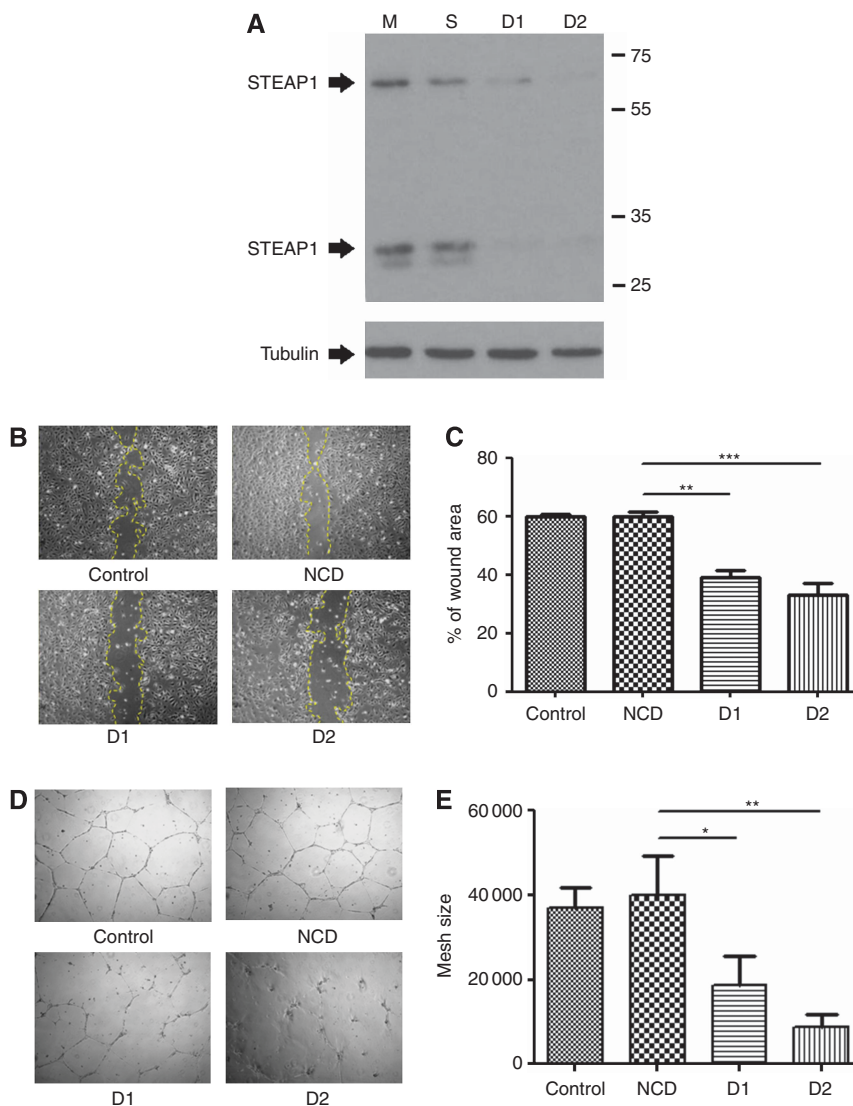 A
M S D1 D2
STEAP1
75
55
35
STEAP1
25
Tubulin
B
Control NCD
D1 D2
C
% of wound area
80
60
40
20
0
***
**
Control NCD D1 D2
D
Control NCD
D1 D2
E
Mesh size
60 000
40 000
20 000
0
**
*
Control NCD D1 D2